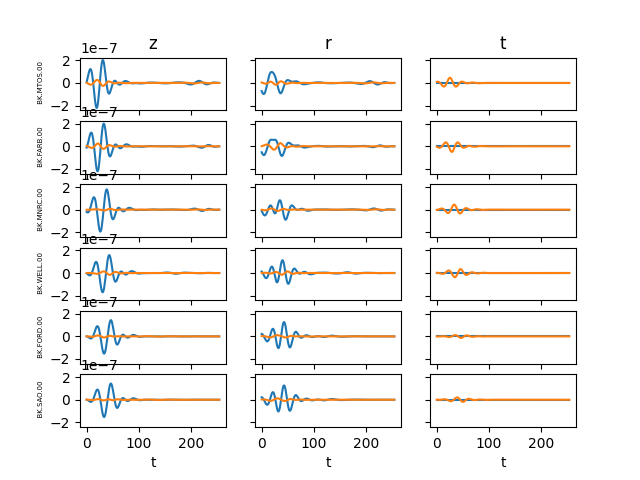 z r t
1e−7
BK.MTOS.00 2 0 −2
1e−7
BK.FARB.00 2 0 −2
1e−7
BK.MNRC.00 2 0 −2
1e−7
BK.WELL.00 2 0 −2
1e−7
BK.FORD.00 2 0 −2
1e−7
BK.SAO.00 2 0 −2
0 100 200 0 100 200 0 100 200
t t t